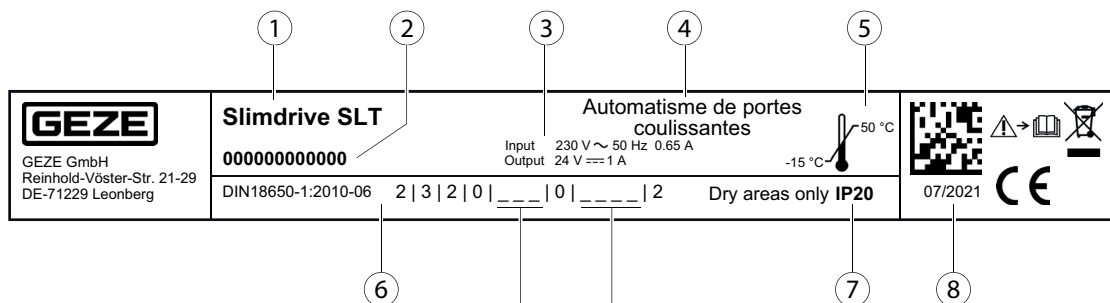 1 2 3 4 5
GEZE
GEZE GmbH
Reinhold-Vöster-Str. 21-29
DE-71229 Leonberg
Slimdrive SLT
000000000000
DIN18650-1:2010-06
2|3|2|0|_ _ _|0|_ _ _ _|2
Input 230 V ~ 50 Hz 0.65 A
Output 24 V ⎓ 1 A
Automatisme de portes
coulissantes
50 °C
-15 °C
Dry areas only IP20
07/2021
CE
6 7 8